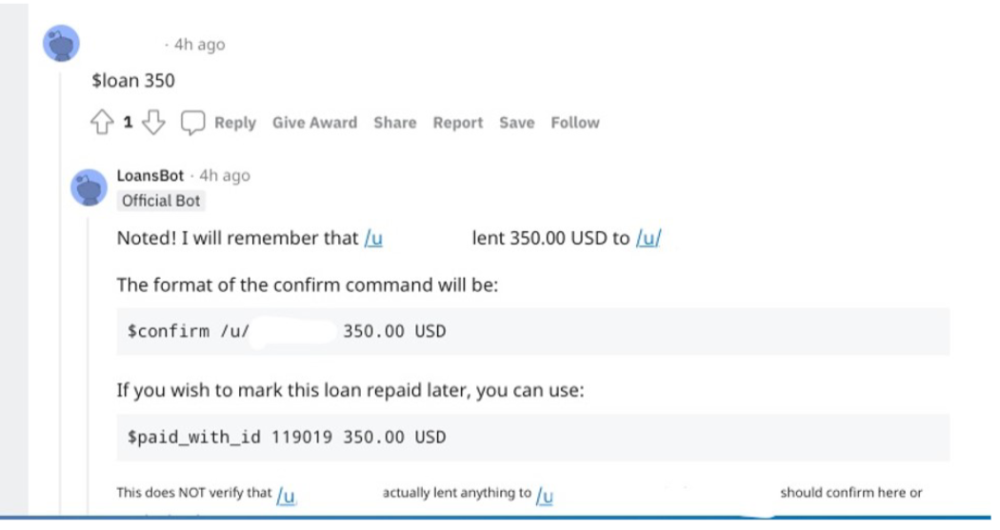 · 4h ago
$loan 350
1 Reply Give Award Share Report Save Follow
LoansBot · 4h ago
Official Bot
Noted! I will remember that /u lent 350.00 USD to /u/
The format of the confirm command will be:
$confirm /u/ 350.00 USD
If you wish to mark this loan repaid later, you can use:
$paid_with_id 119019 350.00 USD
This does NOT verify that /u actually lent anything to /u should confirm here or